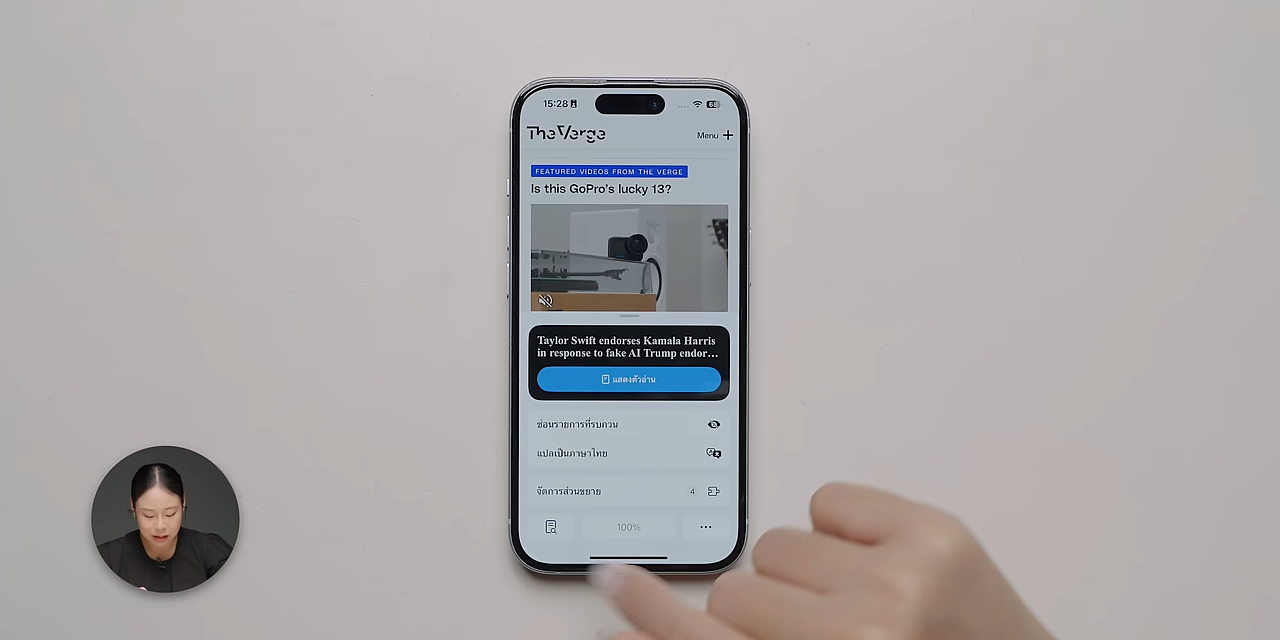 15:28
The Verge
Menu
FEATURED VIDEOS FROM THE VERGE
Is this GoPro's lucky 13?
Taylor Swift endorses Kamala Harris
in response to fake AI Trump endor...
แสดงตัวอ่าน
ซ่อนรายการที่รบกวน
แปลเป็นภาษาไทย
จัดการส่วนขยาย 4
100%